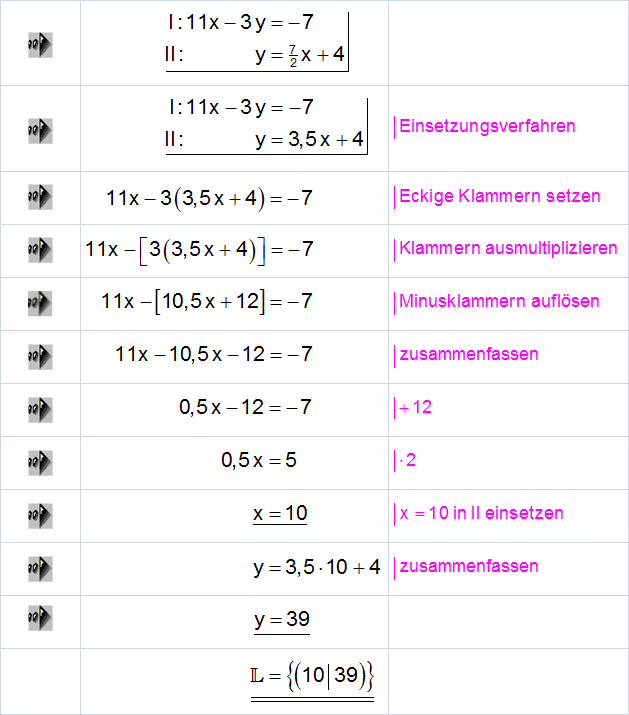 I: 11x − 3y = −7
II: y = 7/2 x + 4
I: 11x − 3y = −7
II: y = 3,5x + 4 | Einsetzungsverfahren
11x − 3(3,5x + 4) = −7 | Eckige Klammern setzen
11x − [3(3,5x + 4)] = −7 | Klammern ausmultiplizieren
11x − [10,5x + 12] = −7 | Minusklammern auflösen
11x − 10,5x − 12 = −7 | zusammenfassen
0,5x − 12 = −7 | + 12
0,5x = 5 | · 2
x = 10 | x = 10 in II einsetzen
y = 3,5 · 10 + 4 | zusammenfassen
y = 39
𝕃 = {(10|39)}